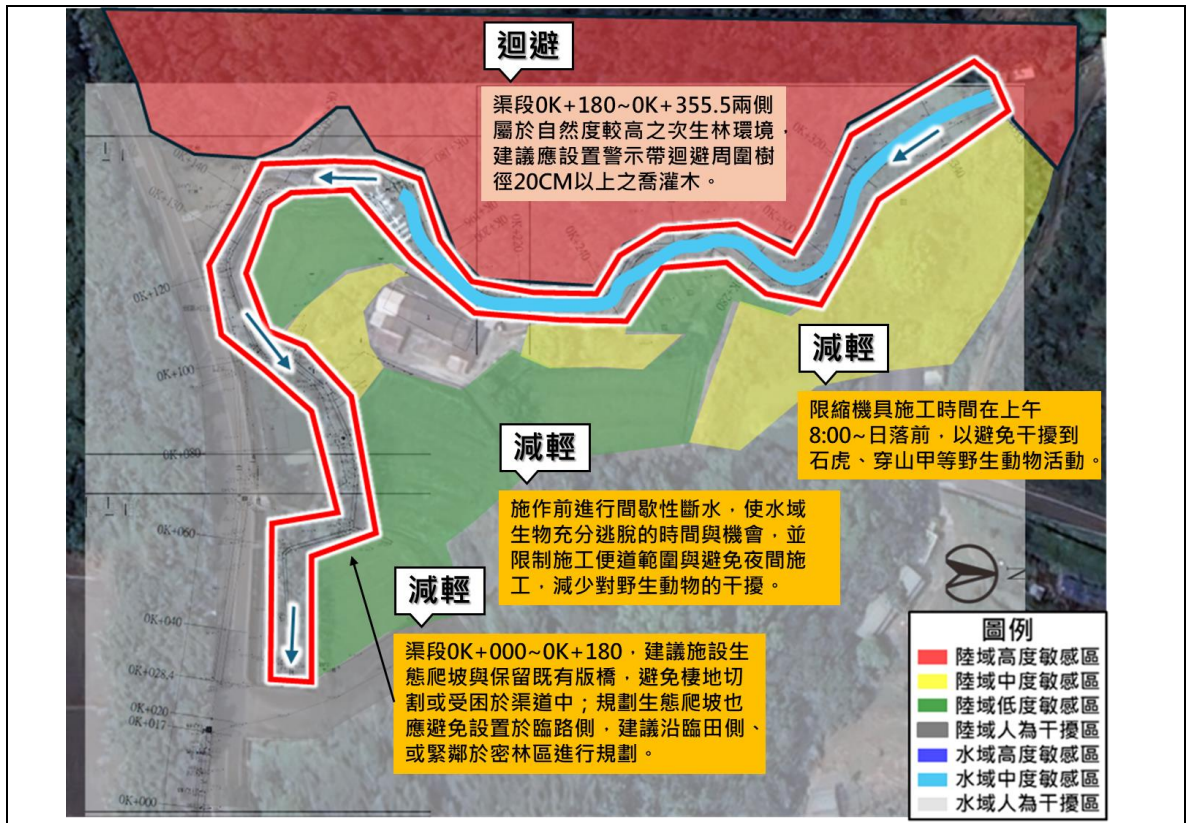 迴避
渠段0K+180~0K+355.5兩側
屬於自然度較高之次生林環境，
建議應設置警示帶迴避周圍樹
徑20CM以上之喬灌木。
減輕
限縮機具施工時間在上午
8:00~日落前，以避免干擾到
石虎、穿山甲等野生動物活動。
減輕
施作前進行間歇性斷水，使水域
生物充分逃脫的時間與機會，並
限制施工便道範圍與避免夜間施
工，減少對野生動物的干擾。
減輕
渠段0K+000~0K+180，建議施設生
態爬坡與保留既有版橋，避免棲地切
割或受困於渠道中；規劃生態爬坡也
應避免設置於臨路側，建議沿臨田側、
或緊鄰於密林區進行規劃。
0K+140
0K+120
0K+100
0K+080
0K+060
0K+040
0K+028.4
0K+020
0K+017
0K+000
N
圖例
陸域高度敏感區
陸域中度敏感區
陸域低度敏感區
陸域人為干擾區
水域高度敏感區
水域中度敏感區
水域人為干擾區